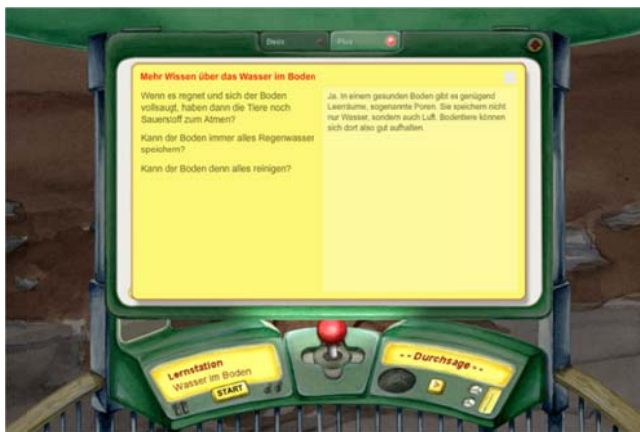 Basis
Plus
Mehr Wissen über das Wasser im Boden
Wenn es regnet und sich der Boden
vollsaugt, haben dann die Tiere noch
Sauerstoff zum Atmen?
Kann der Boden immer alles Regenwasser
speichern?
Kann der Boden denn alles reinigen?
Ja. In einem gesunden Boden gibt es genügend
Leerräume, sogenannte Poren. Sie speichern nicht
nur Wasser, sondern auch Luft. Bodentiere können
sich dort also gut aufhalten.
Lernstation
Wasser im Boden
START
- - Durchsage - -